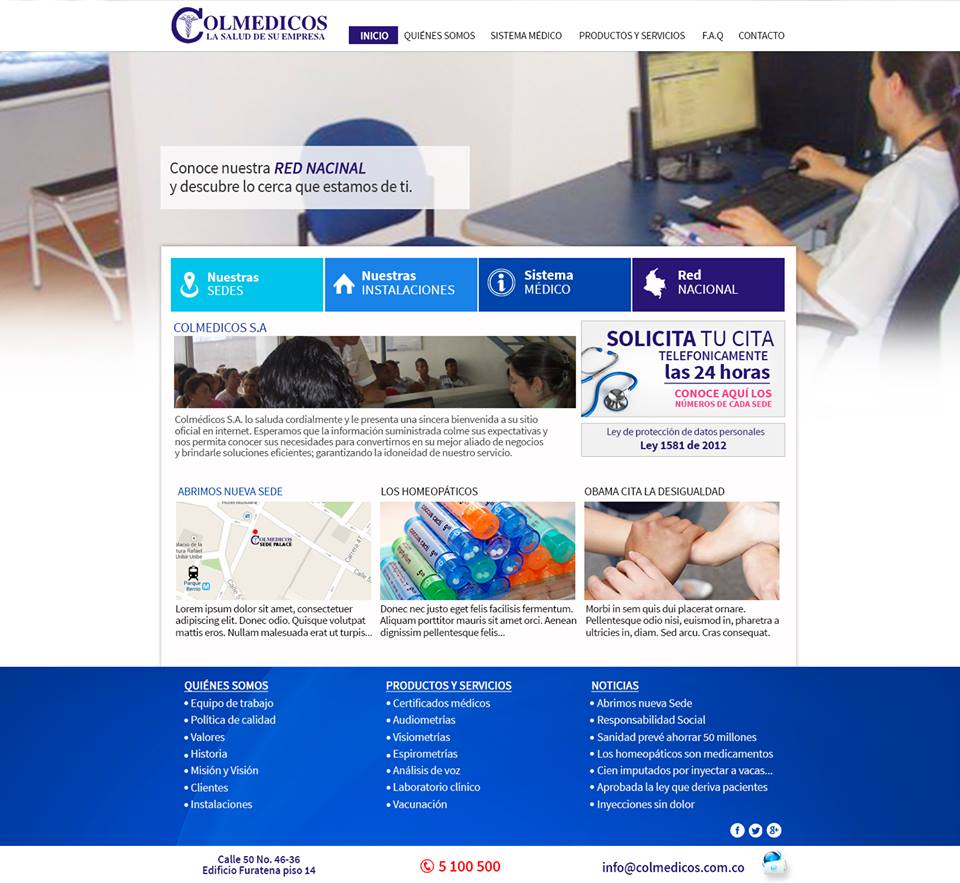 COLMEDICOS
LA SALUD DE SU EMPRESA
INICIO
QUIÉNES SOMOS
SISTEMA MÉDICO
PRODUCTOS Y SERVICIOS
F.A.Q
CONTACTO
Conoce nuestra RED NACINAL
y descubre lo cerca que estamos de ti.
Nuestras
SEDES
Nuestras
INSTALACIONES
Sistema
MÉDICO
Red
NACIONAL
COLMEDICOS S.A
Colmédicos S.A. lo saluda cordialmente y le presenta una sincera bienvenida a su sitio
oficial en internet. Esperamos que la información suministrada colme sus expectativas y
nos permita conocer sus necesidades para convertirnos en su mejor aliado de negocios
y brindarle soluciones eficientes; garantizando la idoneidad de nuestro servicio.
SOLICITA TU CITA
TELEFONICAMENTE
las 24 horas
CONOCE AQUÍ LOS
NÚMEROS DE CADA SEDE
Ley de protección de datos personales
Ley 1581 de 2012
ABRIMOS NUEVA SEDE
COLMEDICOS
SEDE PALACÉ
Palacio de la
Uribe Uribe
Parque
Berrio
Carrera 47
Lorem ipsum dolor sit amet, consectetuer
adipiscing elit. Donec odio. Quisque volutpat
mattis eros. Nullam malesuada erat ut turpis...
LOS HOMEOPÁTICOS
Donec nec justo eget felis facilisis fermentum.
Aliquam porttitor mauris sit amet orci. Aenean
dignissim pellentesque felis...
OBAMA CITA LA DESIGUALDAD
Morbi in sem quis dui placerat ornare.
Pellentesque odio nisi, euismod in, pharetra a
ultricies in, diam. Sed arcu. Cras consequat.
QUIÉNES SOMOS
• Equipo de trabajo
• Política de calidad
• Valores
• Historia
• Misión y Visión
• Clientes
• Instalaciones
PRODUCTOS Y SERVICIOS
• Certificados médicos
• Audiometrías
• Visiometrías
• Espirometrías
• Análisis de voz
• Laboratorio clínico
• Vacunación
NOTICIAS
• Abrimos nueva Sede
• Responsabilidad Social
• Sanidad prevé ahorrar 50 millones
• Los homeopáticos son medicamentos
• Cien imputados por inyectar a vacas...
• Aprobada la ley que deriva pacientes
• Inyecciones sin dolor
Calle 50 No. 46-36
Edificio Furatena piso 14
5 100 500
info@colmedicos.com.co